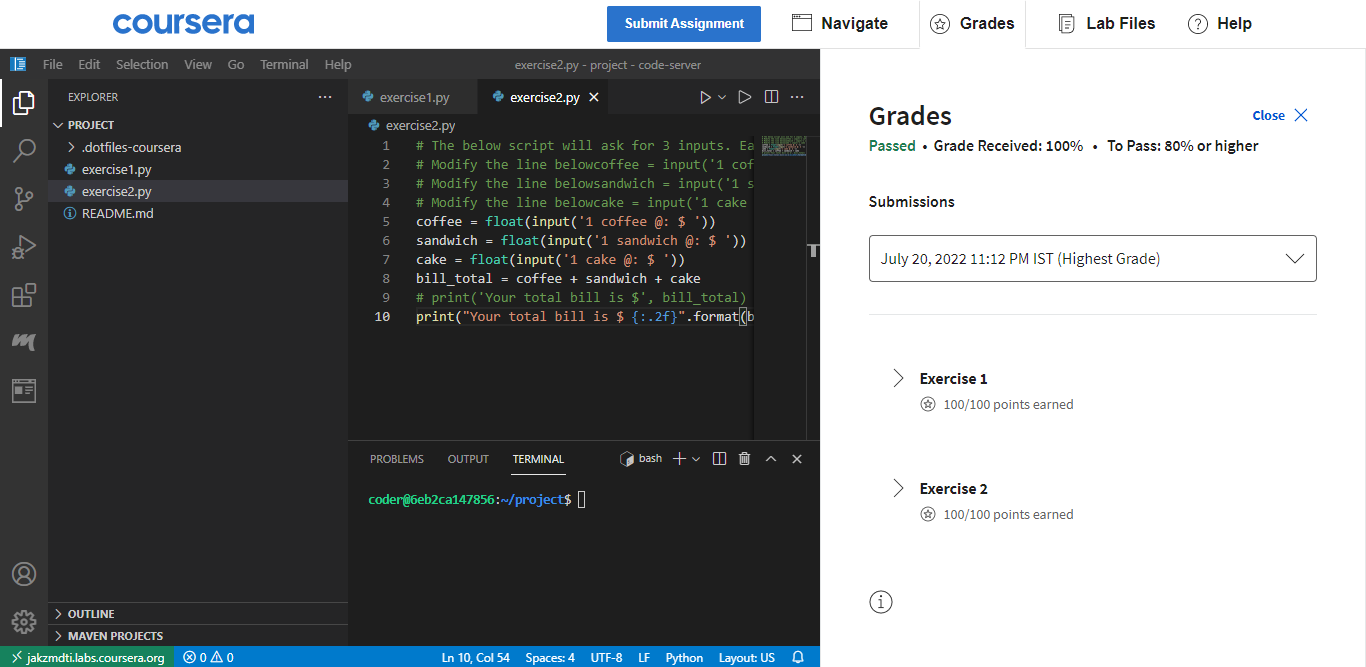 coursera
Submit Assignment
Navigate
Grades
Lab Files
Help
File Edit Selection View Go Terminal Help
exercise2.py - project - code-server
EXPLORER
PROJECT
.dotfiles-coursera
exercise1.py
exercise2.py
README.md
OUTLINE
MAVEN PROJECTS
exercise1.py
exercise2.py
exercise2.py
1 # The below script will ask for 3 inputs. Ea
2 # Modify the line belowcoffee = input('1 cof
3 # Modify the line belowsandwich = input('1 s
4 # Modify the line belowcake = input('1 cake
5 coffee = float(input('1 coffee @: $ '))
6 sandwich = float(input('1 sandwich @: $ '))
7 cake = float(input('1 cake @: $ '))
8 bill_total = coffee + sandwich + cake
9 # print('Your total bill is $', bill_total)
10 print("Your total bill is $ {:.2f}".format(b
PROBLEMS OUTPUT TERMINAL
bash
coder@6eb2ca147856:~/project$
jakzmdti.labs.coursera.org
0 0
Ln 10, Col 54 Spaces: 4 UTF-8 LF Python Layout: US
Grades
Close
Passed • Grade Received: 100% • To Pass: 80% or higher
Submissions
July 20, 2022 11:12 PM IST (Highest Grade)
Exercise 1
100/100 points earned
Exercise 2
100/100 points earned